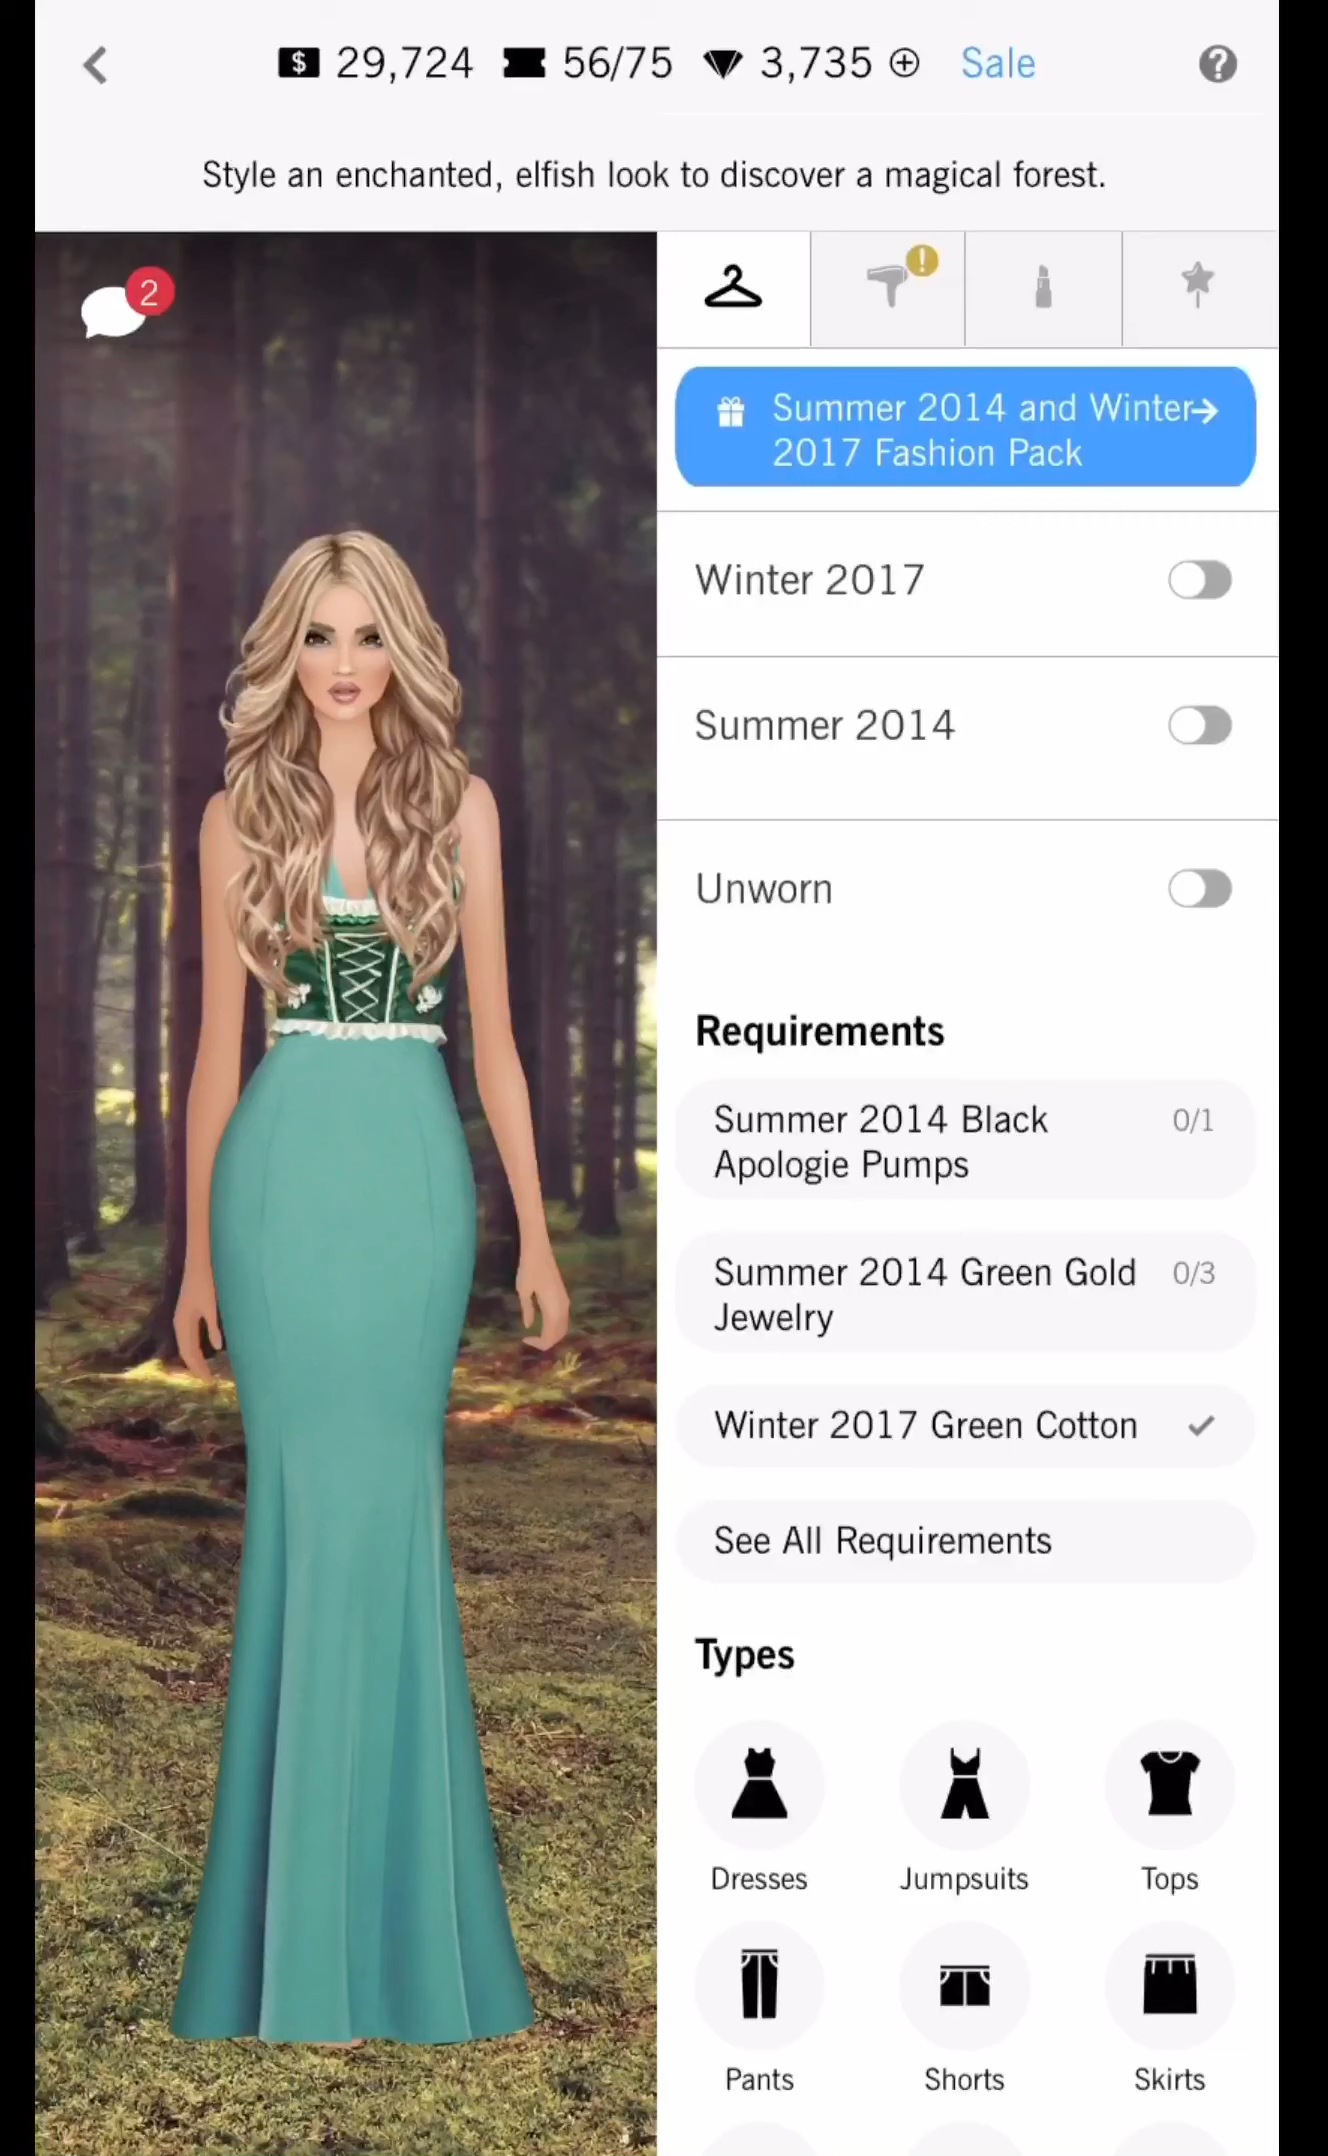 $ 29,724 56/75 3,735 Sale ?
Style an enchanted, elfish look to discover a magical forest.
2
!
Summer 2014 and Winter
2017 Fashion Pack
Winter 2017
Summer 2014
Unworn
Requirements
Summer 2014 Black 0/1
Apologie Pumps
Summer 2014 Green Gold 0/3
Jewelry
Winter 2017 Green Cotton
See All Requirements
Types
Dresses Jumpsuits Tops
Pants Shorts Skirts